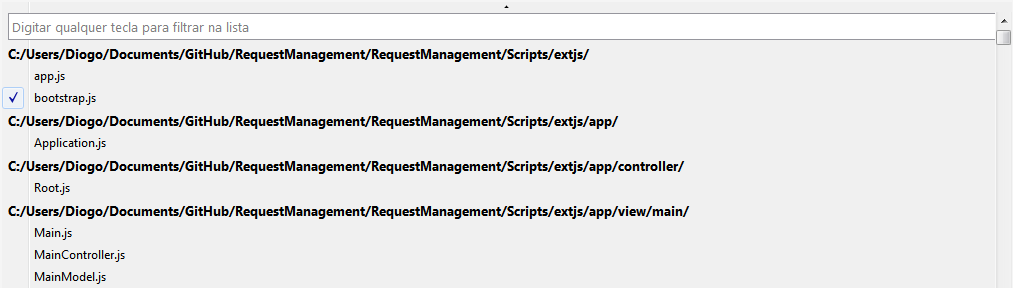 Digitar qualquer tecla para filtrar na lista
C:/Users/Diogo/Documents/GitHub/RequestManagement/RequestManagement/Scripts/extjs/
app.js
bootstrap.js
C:/Users/Diogo/Documents/GitHub/RequestManagement/RequestManagement/Scripts/extjs/app/
Application.js
C:/Users/Diogo/Documents/GitHub/RequestManagement/RequestManagement/Scripts/extjs/app/controller/
Root.js
C:/Users/Diogo/Documents/GitHub/RequestManagement/RequestManagement/Scripts/extjs/app/view/main/
Main.js
MainController.js
MainModel.js